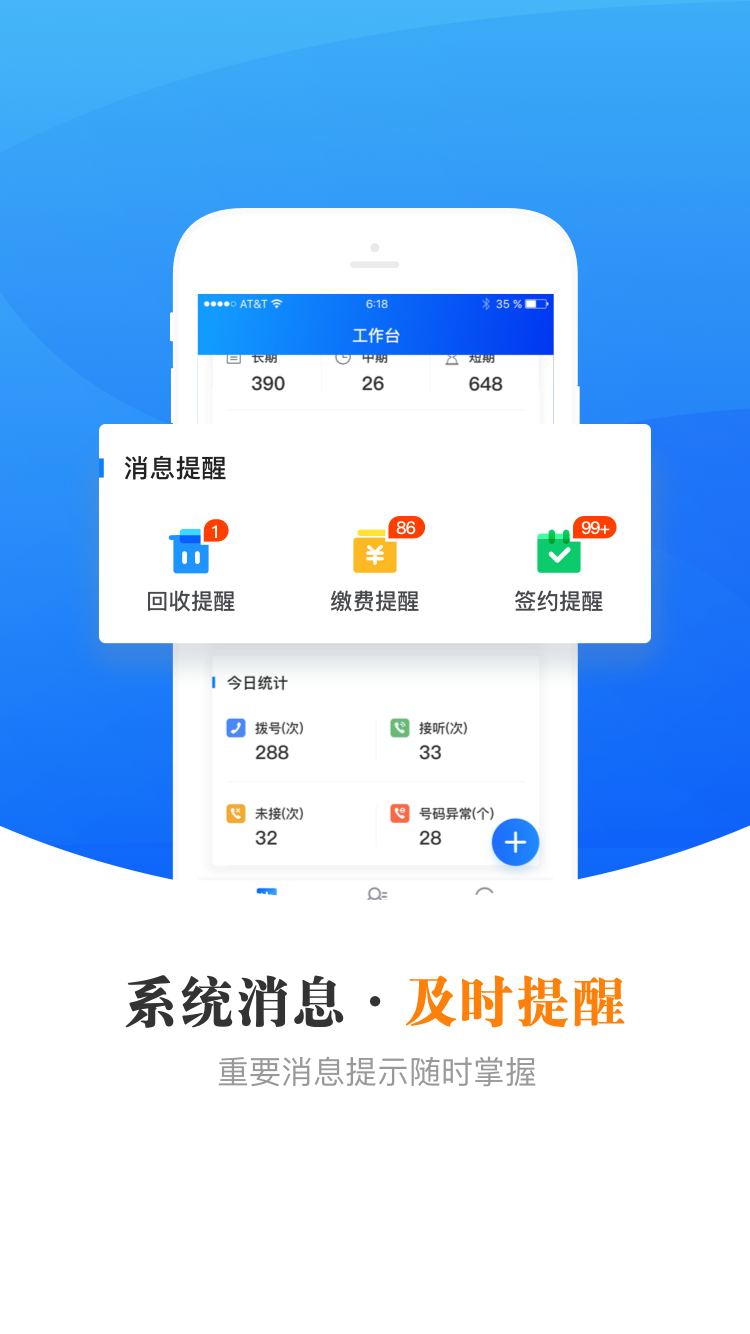 AT&T 6:18 35 %
工作台
长期 中期 短期
390 26 648
消息提醒
1 86 99+
回收提醒 缴费提醒 签约提醒
今日统计
拨号(次) 接听(次)
288 33
未接(次) 号码异常(个)
32 28
系统消息·及时提醒
重要消息提示随时掌握